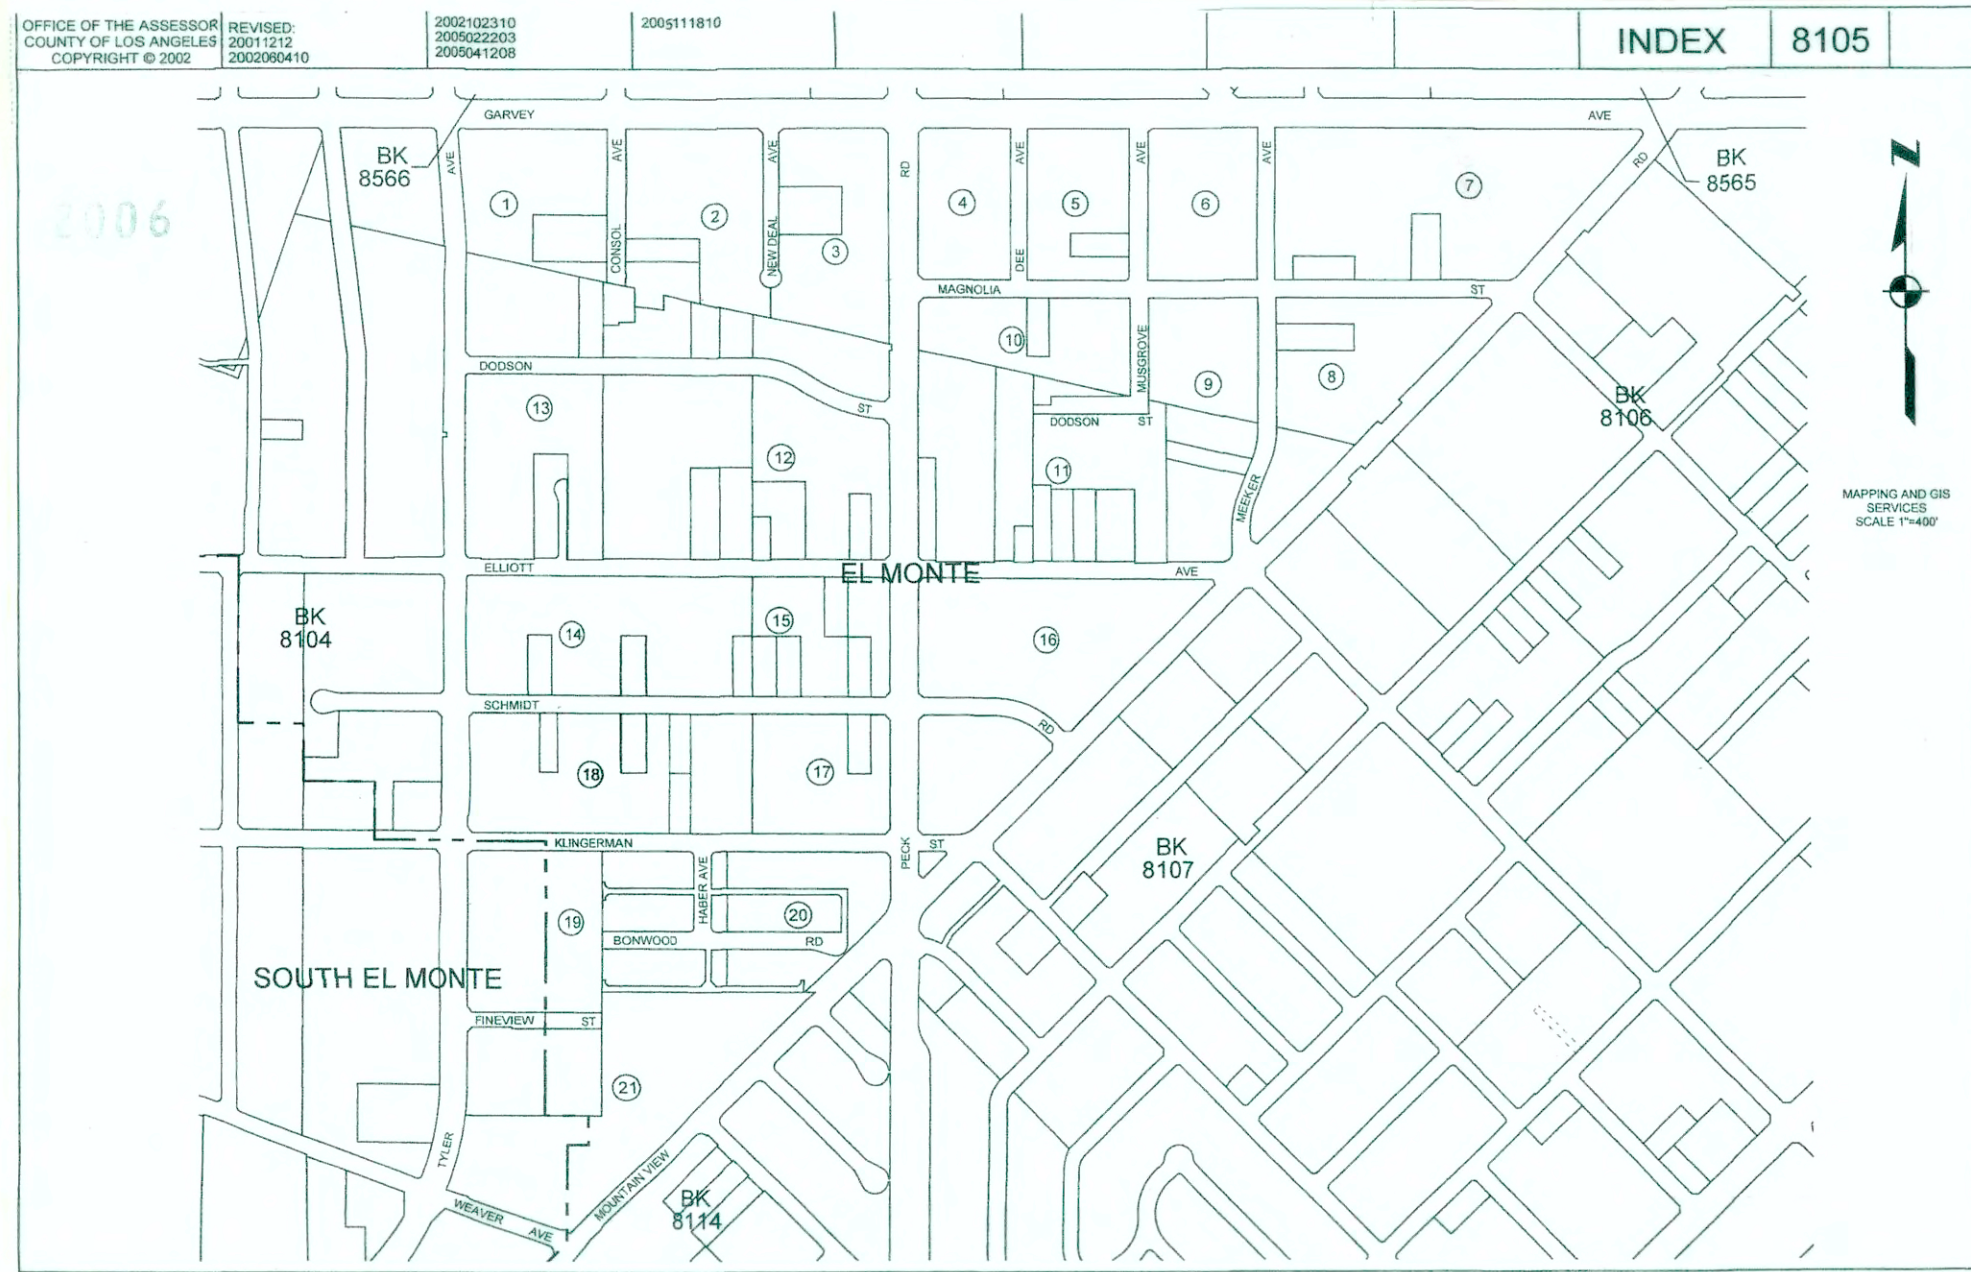 OFFICE OF THE ASSESSOR
COUNTY OF LOS ANGELES
COPYRIGHT © 2002
REVISED:
20011212
2002060410
2002102310
2005022203
2005041208
2005111810
INDEX
8105
2006
GARVEY
AVE
BK
8566
AVE
AVE
AVE
RD
AVE
AVE
AVE
RD
BK
8565
N
1
2
3
4
5
6
7
CONSOL
NEW DEAL
DEE
MAGNOLIA
ST
10
MUSGROVE
9
8
DODSON
ST
13
BK
8106
DODSON
ST
12
11
MEEKER
MAPPING AND GIS
SERVICES
SCALE 1"=400'
ELLIOTT
EL MONTE
AVE
BK
8104
14
15
16
SCHMIDT
RD
18
17
KLINGERMAN
PECK
ST
BK
8107
HABER AVE
19
20
BONWOOD
RD
SOUTH EL MONTE
FINEVIEW
ST
21
TYLER
MOUNTAIN VIEW
WEAVER
AVE
BK
8114